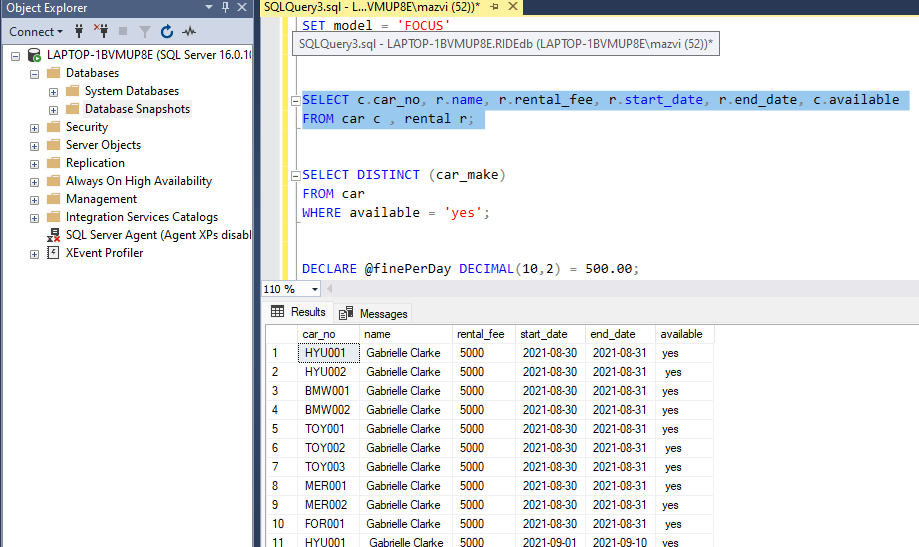 Object Explorer
Connect
LAPTOP-1BVMUP8E (SQL Server 16.0.10
Databases
System Databases
Database Snapshots
Security
Server Objects
Replication
Always On High Availability
Management
Integration Services Catalogs
SQL Server Agent (Agent XPs disabl
XEvent Profiler
SQLQuery3.sql - L...VMUP8E\mazvi (52))*
SET model = 'FOCUS'
SQLQuery3.sql - LAPTOP-1BVMUP8E.RIDEdb (LAPTOP-1BVMUP8E\mazvi (52))*
SELECT c.car_no, r.name, r.rental_fee, r.start_date, r.end_date, c.available
FROM car c , rental r;
SELECT DISTINCT (car_make)
FROM car
WHERE available = 'yes';
DECLARE @finePerDay DECIMAL(10,2) = 500.00;
110 %
Results Messages
car_no name rental_fee start_date end_date available
1 HYU001 Gabrielle Clarke 5000 2021-08-30 2021-08-31 yes
2 HYU002 Gabrielle Clarke 5000 2021-08-30 2021-08-31 yes
3 BMW001 Gabrielle Clarke 5000 2021-08-30 2021-08-31 yes
4 BMW002 Gabrielle Clarke 5000 2021-08-30 2021-08-31 yes
5 TOY001 Gabrielle Clarke 5000 2021-08-30 2021-08-31 yes
6 TOY002 Gabrielle Clarke 5000 2021-08-30 2021-08-31 yes
7 TOY003 Gabrielle Clarke 5000 2021-08-30 2021-08-31 yes
8 MER001 Gabrielle Clarke 5000 2021-08-30 2021-08-31 yes
9 MER002 Gabrielle Clarke 5000 2021-08-30 2021-08-31 yes
10 FOR001 Gabrielle Clarke 5000 2021-08-30 2021-08-31 yes
11 HYU001 Gabrielle Clarke 5000 2021-09-01 2021-09-10 yes